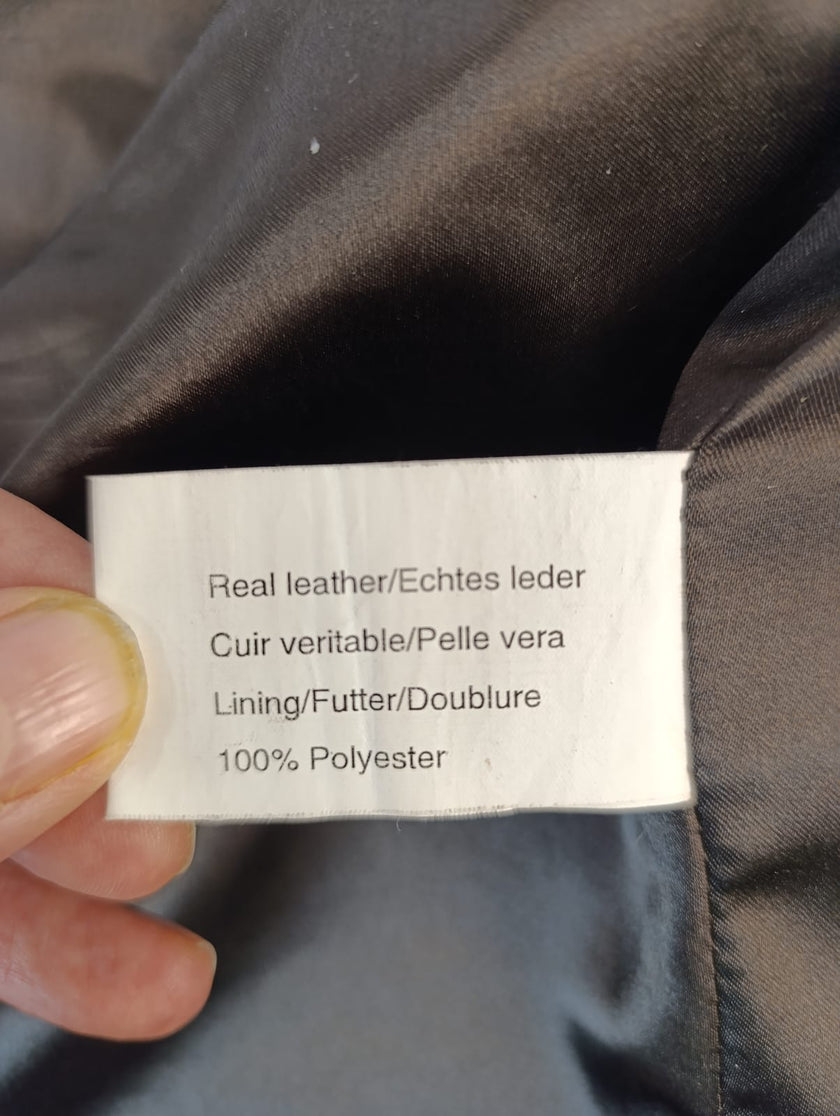 Real leather/Echtes leder
Cuir veritable/Pelle vera
Lining/Futter/Doublure
100% Polyester